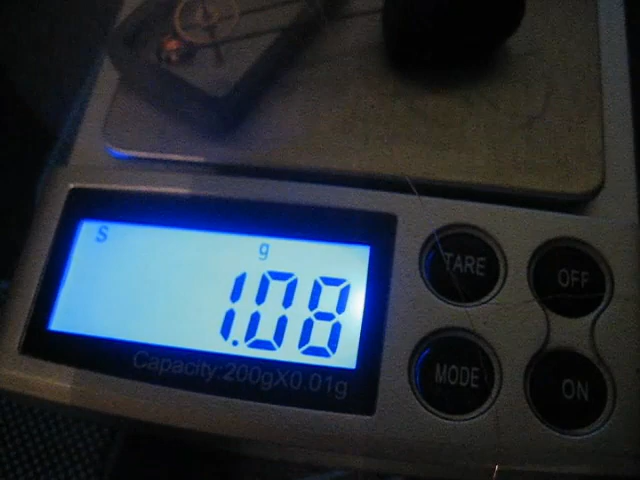 S
g
1.08
Capacity:200gX0.01g
TARE
OFF
MODE
ON